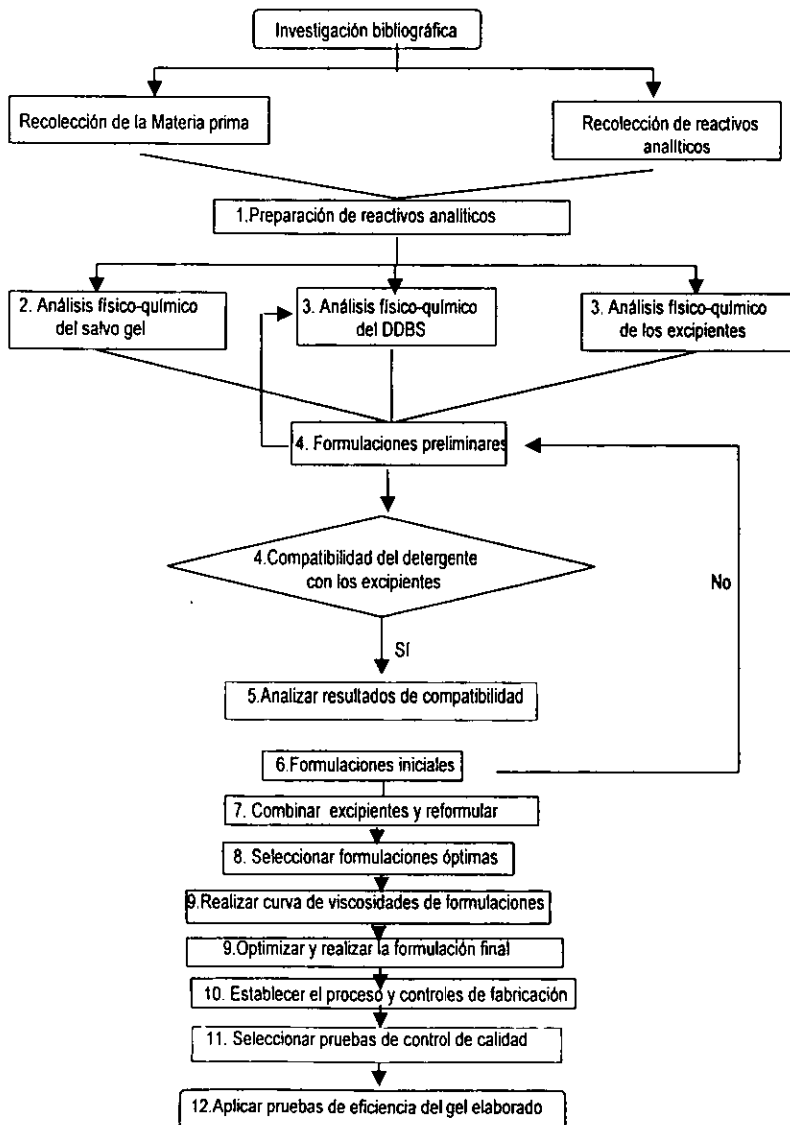 Investigación bibliográfica
Recolección de la Materia prima
Recolección de reactivos
analíticos
1.Preparación de reactivos analíticos
2. Análisis físico-químico
del salvo gel
3. Análisis físico-químico
del DDBS
3. Análisis físico-químico
de los excipientes
4. Formulaciones preliminares
4.Compatibilidad del detergente
con los excipientes
No
Sí
5.Analizar resultados de compatibilidad
6.Formulaciones iniciales
7. Combinar excipientes y reformular
8. Seleccionar formulaciones óptimas
9.Realizar curva de viscosidades de formulaciones
9.Optimizar y realizar la formulación final
10. Establecer el proceso y controles de fabricación
11. Seleccionar pruebas de control de calidad
12.Aplicar pruebas de eficiencia del gel elaborado